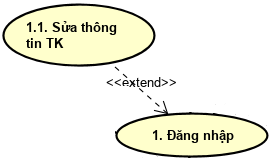 1.1. Sửa thông
tin TK
<<extend>>
1. Đăng nhập